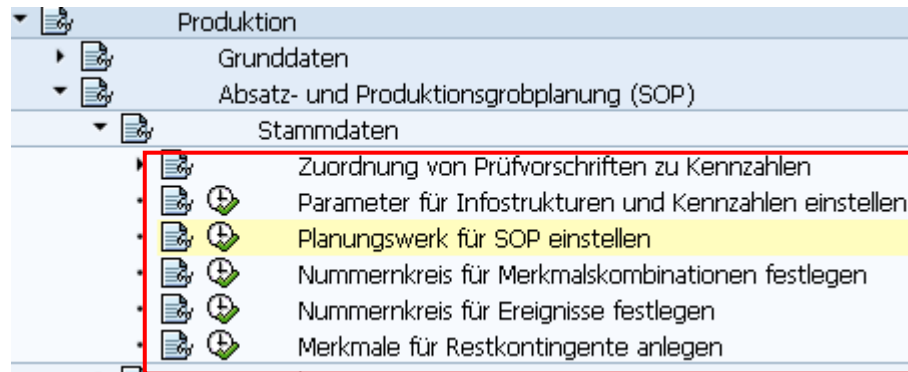 Produktion
Grunddaten
Absatz- und Produktionsgrobplanung (SOP)
Stammdaten
Zuordnung von Prüfvorschriften zu Kennzahlen
Parameter für Infostrukturen und Kennzahlen einstellen
Planungswerk für SOP einstellen
Nummernkreis für Merkmalskombinationen festlegen
Nummernkreis für Ereignisse festlegen
Merkmale für Restkontingente anlegen